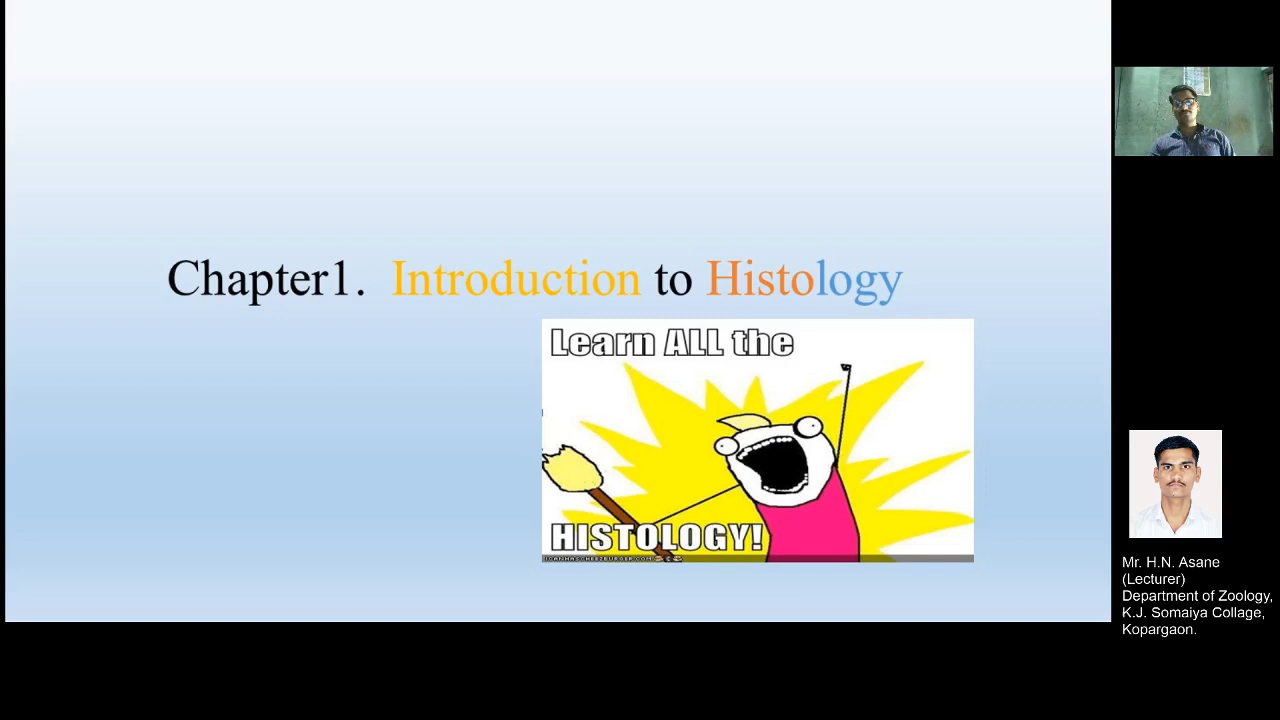 Chapter1. Introduction to Histology
Learn ALL the
HISTOLOGY!
Mr. H.N. Asane
(Lecturer)
Department of Zoology,
K.J. Somaiya Collage,
Kopargaon.